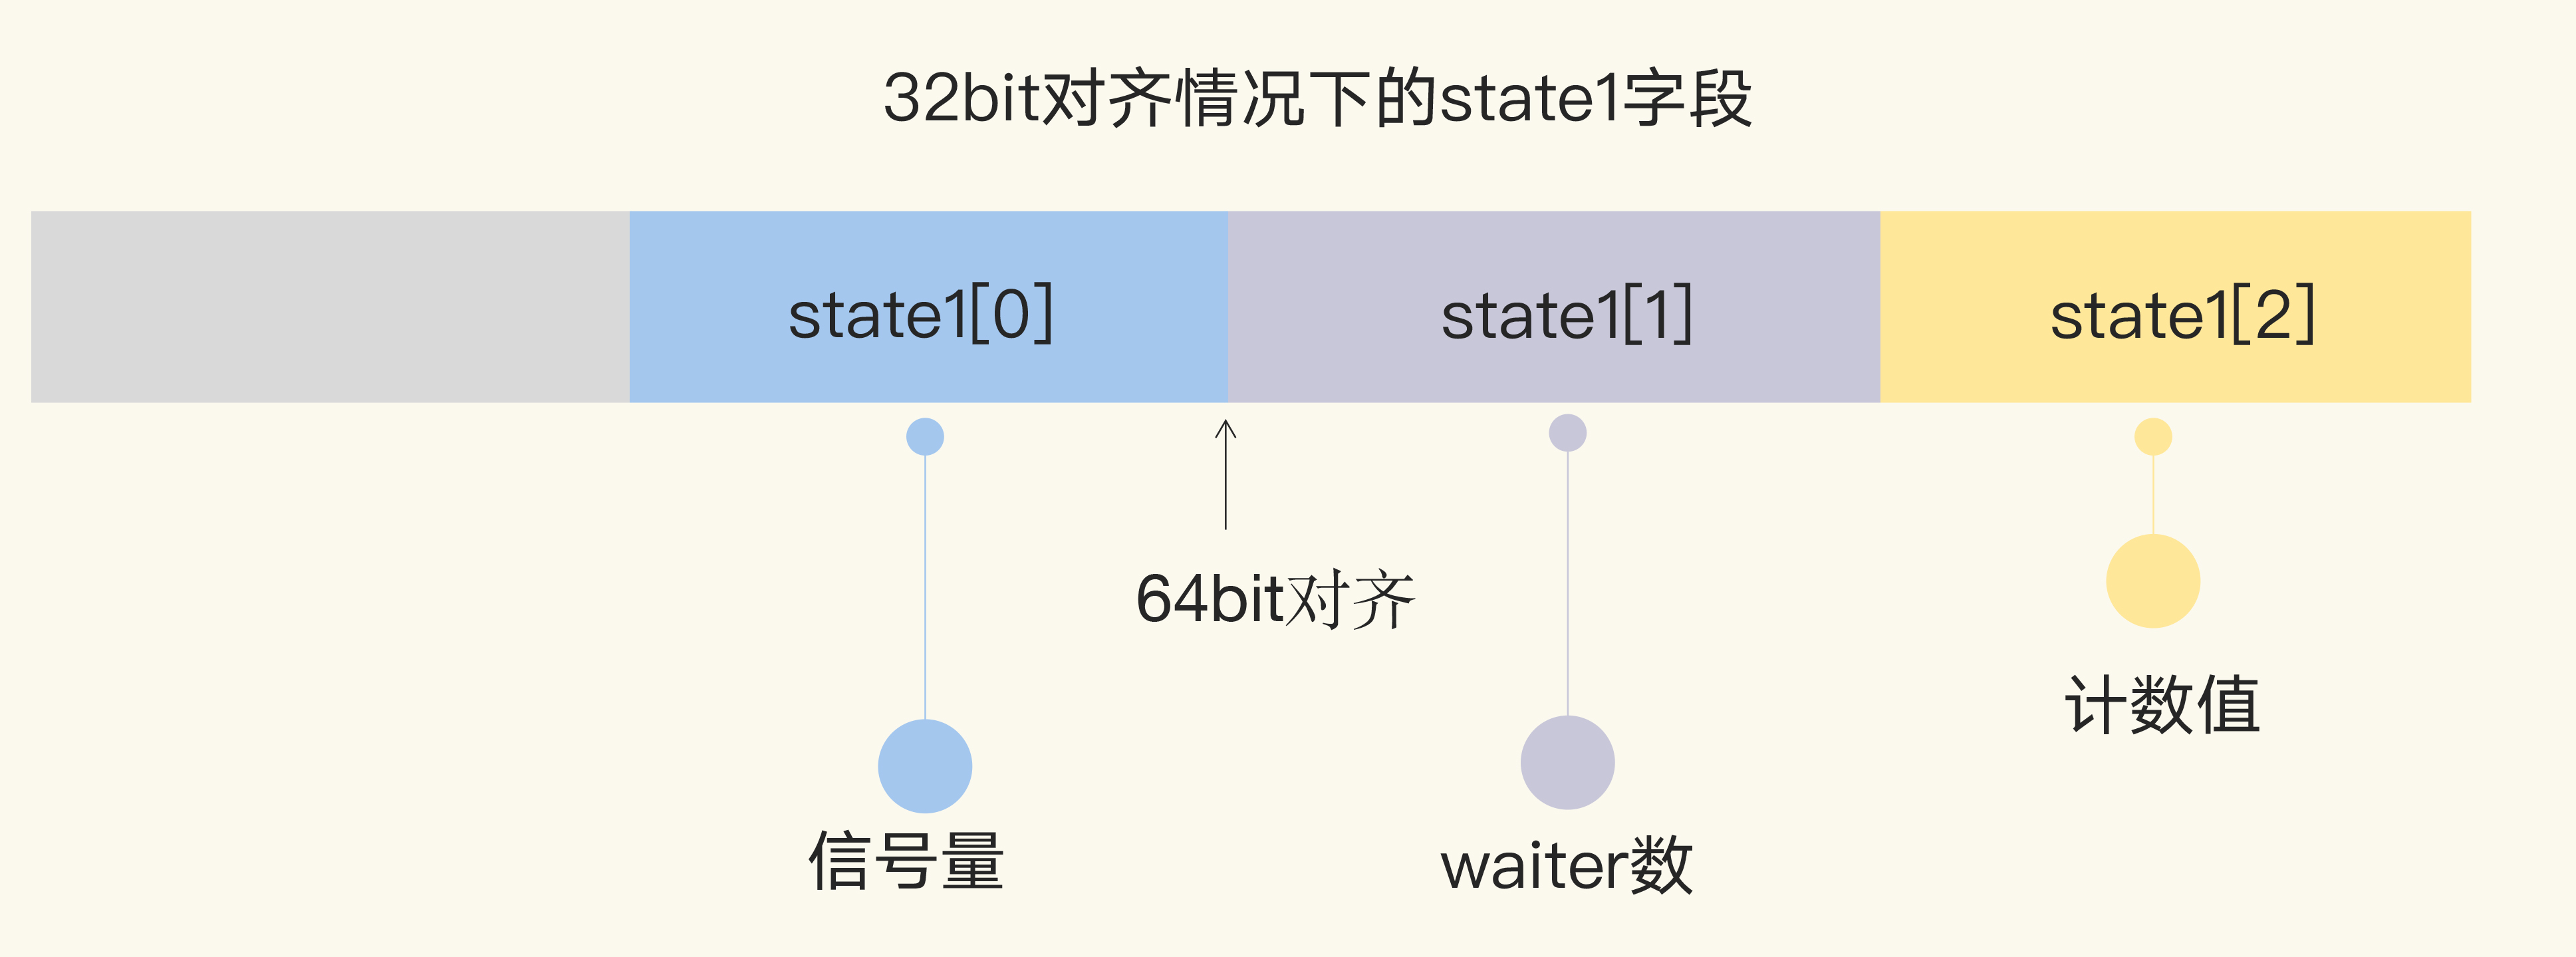 32bit对齐情况下的state1字段
state1[0]
state1[1]
state1[2]
64bit对齐
计数值
信号量
waiter数